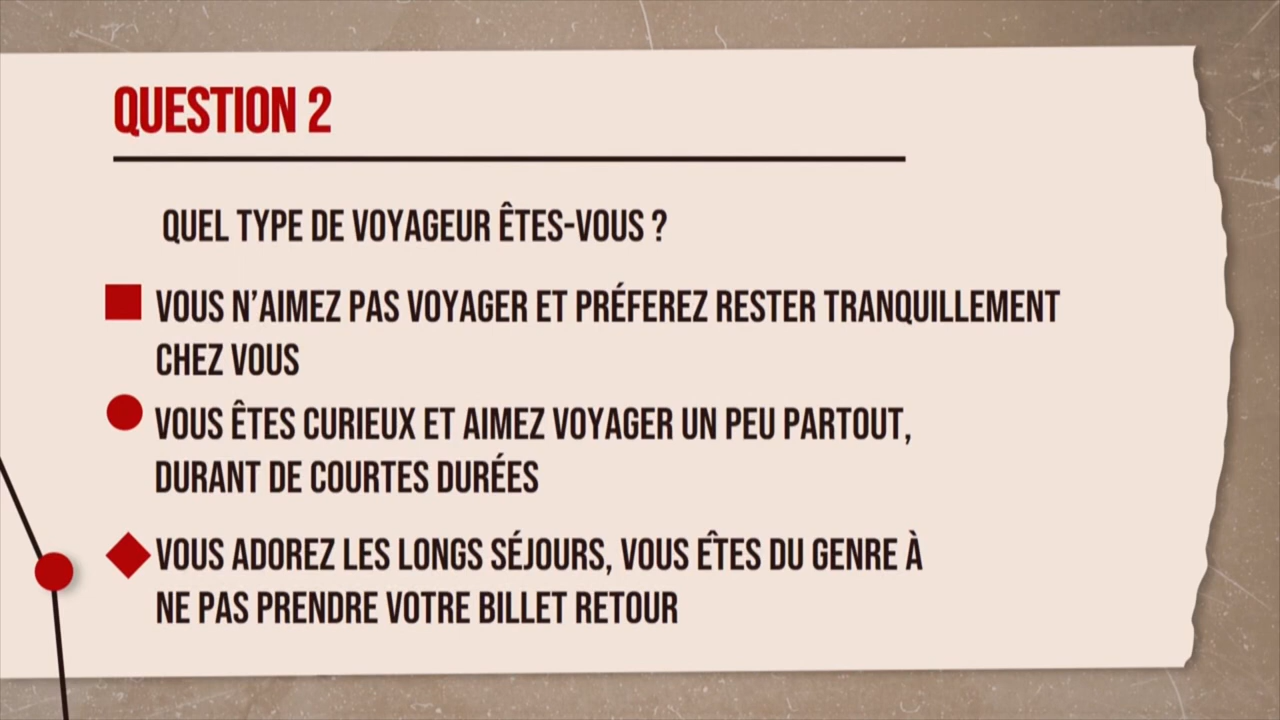 QUESTION 2
QUEL TYPE DE VOYAGEUR ÊTES-VOUS ?
VOUS N'AIMEZ PAS VOYAGER ET PRÉFEREZ RESTER TRANQUILLEMENT
CHEZ VOUS
VOUS ÊTES CURIEUX ET AIMEZ VOYAGER UN PEU PARTOUT,
DURANT DE COURTES DURÉES
VOUS ADOREZ LES LONGS SÉJOURS, VOUS ÊTES DU GENRE À
NE PAS PRENDRE VOTRE BILLET RETOUR